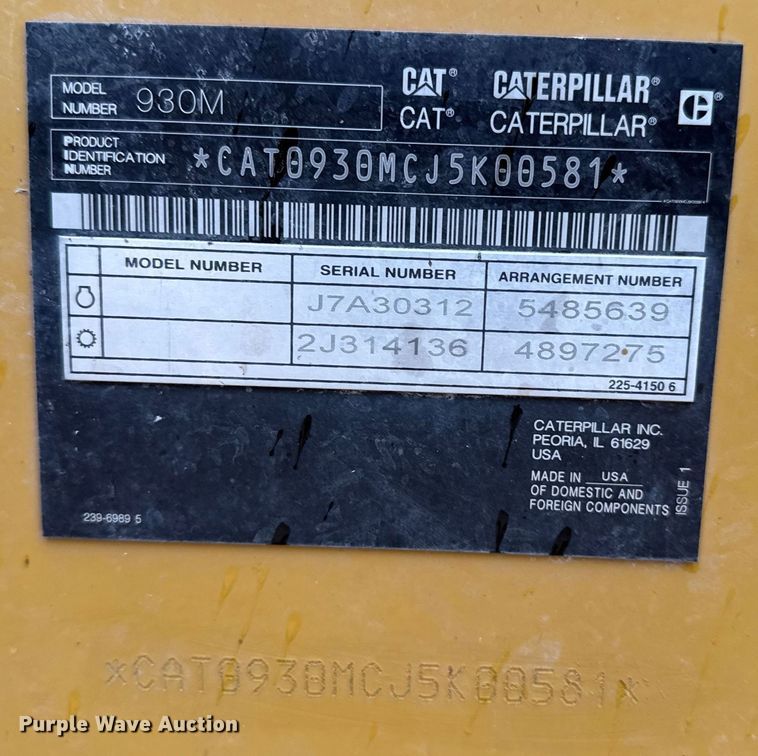 MODEL NUMBER 930M
CAT® CATERPILLAR®
CAT® CATERPILLAR®
PRODUCT IDENTIFICATION NUMBER *CAT0930MCJ5K00581*
*CAT0930MCJ5K00581*
MODEL NUMBER SERIAL NUMBER ARRANGEMENT NUMBER
J7A30312 5485639
2J314136 4897275
225-4150 6
CATERPILLAR INC.
PEORIA, IL 61629
USA
MADE IN USA
OF DOMESTIC AND
FOREIGN COMPONENTS
ISSUE 1
239-6989 5
*CAT0930MCJ5K00581*
Purple Wave Auction